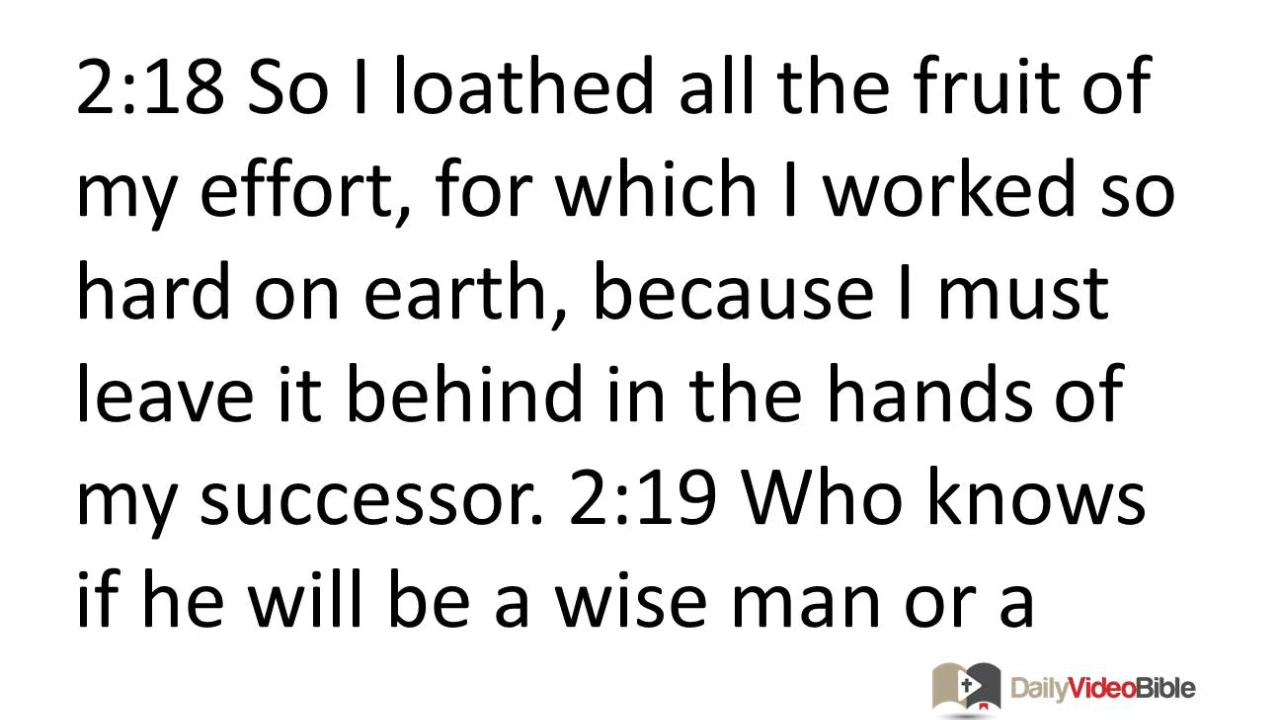 2:18 So I loathed all the fruit of
my effort, for which I worked so
hard on earth, because I must
leave it behind in the hands of
my successor. 2:19 Who knows
if he will be a wise man or a
DailyVideoBible